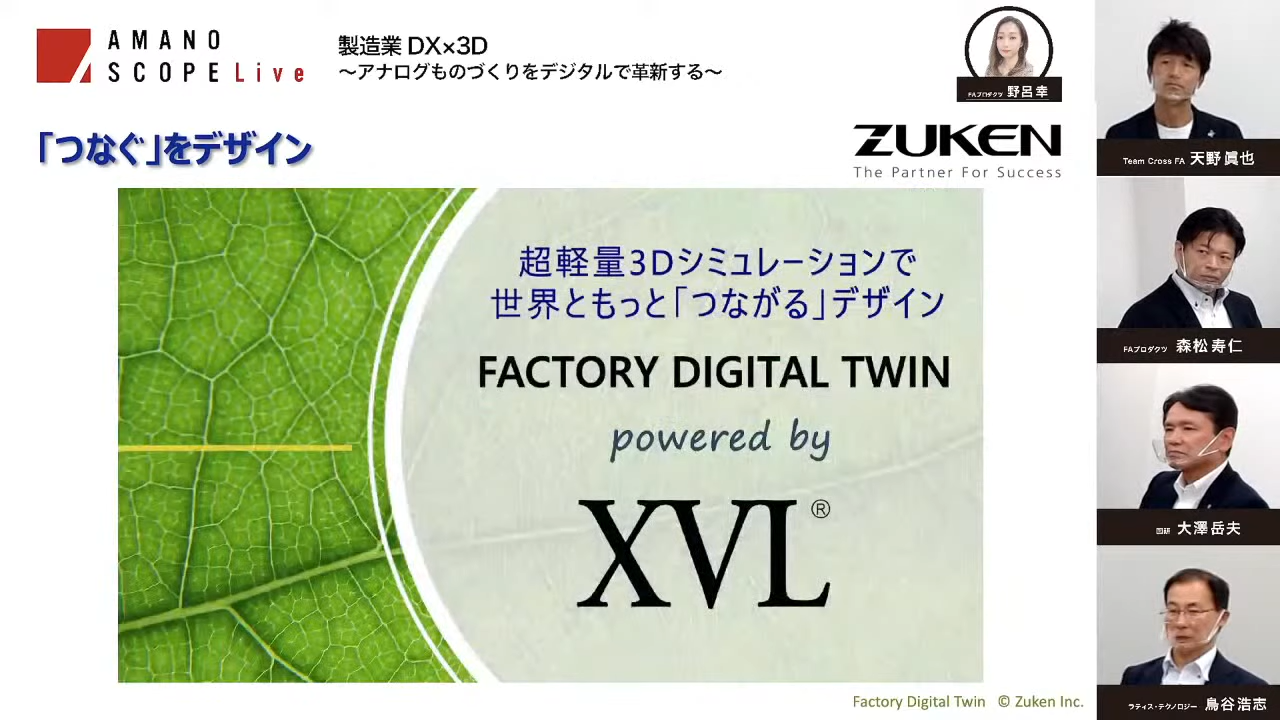 AMANO
SCOPE Live
製造業 DX×3D
～アナログものづくりをデジタルで革新する～
FAプロダクツ 野呂幸
Team Cross FA 天野眞也
「つなぐ」をデザイン
ZUKEN
The Partner For Success
超軽量3Dシミュレーションで
世界ともっと「つながる」デザイン
FACTORY DIGITAL TWIN
powered by
XVL®
FAプロダクツ 森松寿仁
図研 大澤岳夫
ラティス・テクノロジー 鳥谷浩志
Factory Digital Twin © Zuken Inc.